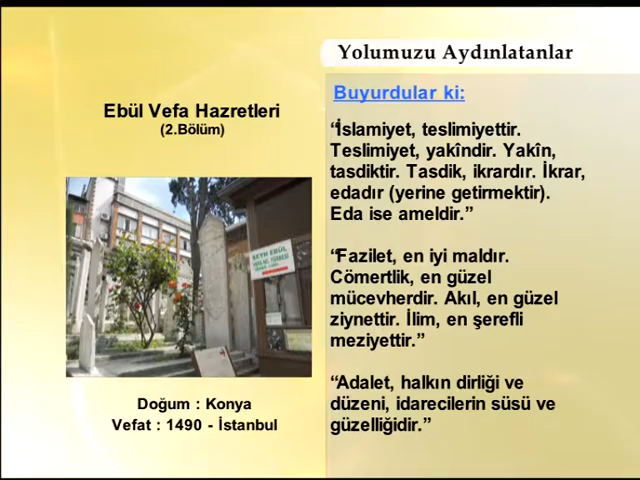 Yolumuzu Aydınlatanlar
Ebül Vefa Hazretleri
(2.Bölüm)
ŞEYH EBÜL
Doğum : Konya
Vefat : 1490 - İstanbul
Buyurdular ki:
“İslamiyet, teslimiyettir.
Teslimiyet, yakîndir. Yakîn,
tasdiktir. Tasdik, ikrardır. İkrar,
edadır (yerine getirmektir).
Eda ise ameldir.”
“Fazilet, en iyi maldır.
Cömertlik, en güzel
mücevherdir. Akıl, en güzel
ziynettir. İlim, en şerefli
meziyettir.”
“Adalet, halkın dirliği ve
düzeni, idarecilerin süsü ve
güzelliğidir.”